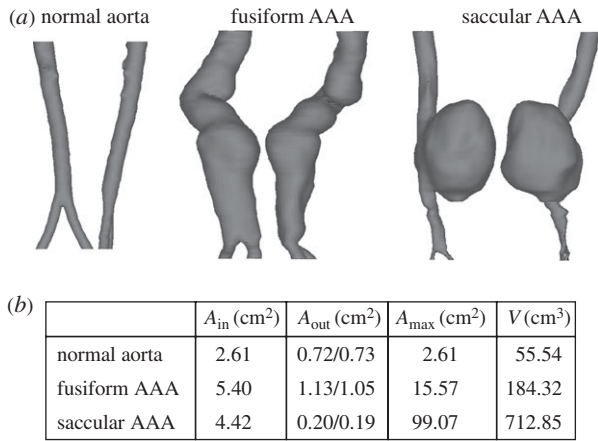 (a) normal aorta fusiform AAA saccular AAA
(b)
A_in (cm²) A_out (cm²) A_max (cm²) V (cm³)
normal aorta 2.61 0.72/0.73 2.61 55.54
fusiform AAA 5.40 1.13/1.05 15.57 184.32
saccular AAA 4.42 0.20/0.19 99.07 712.85